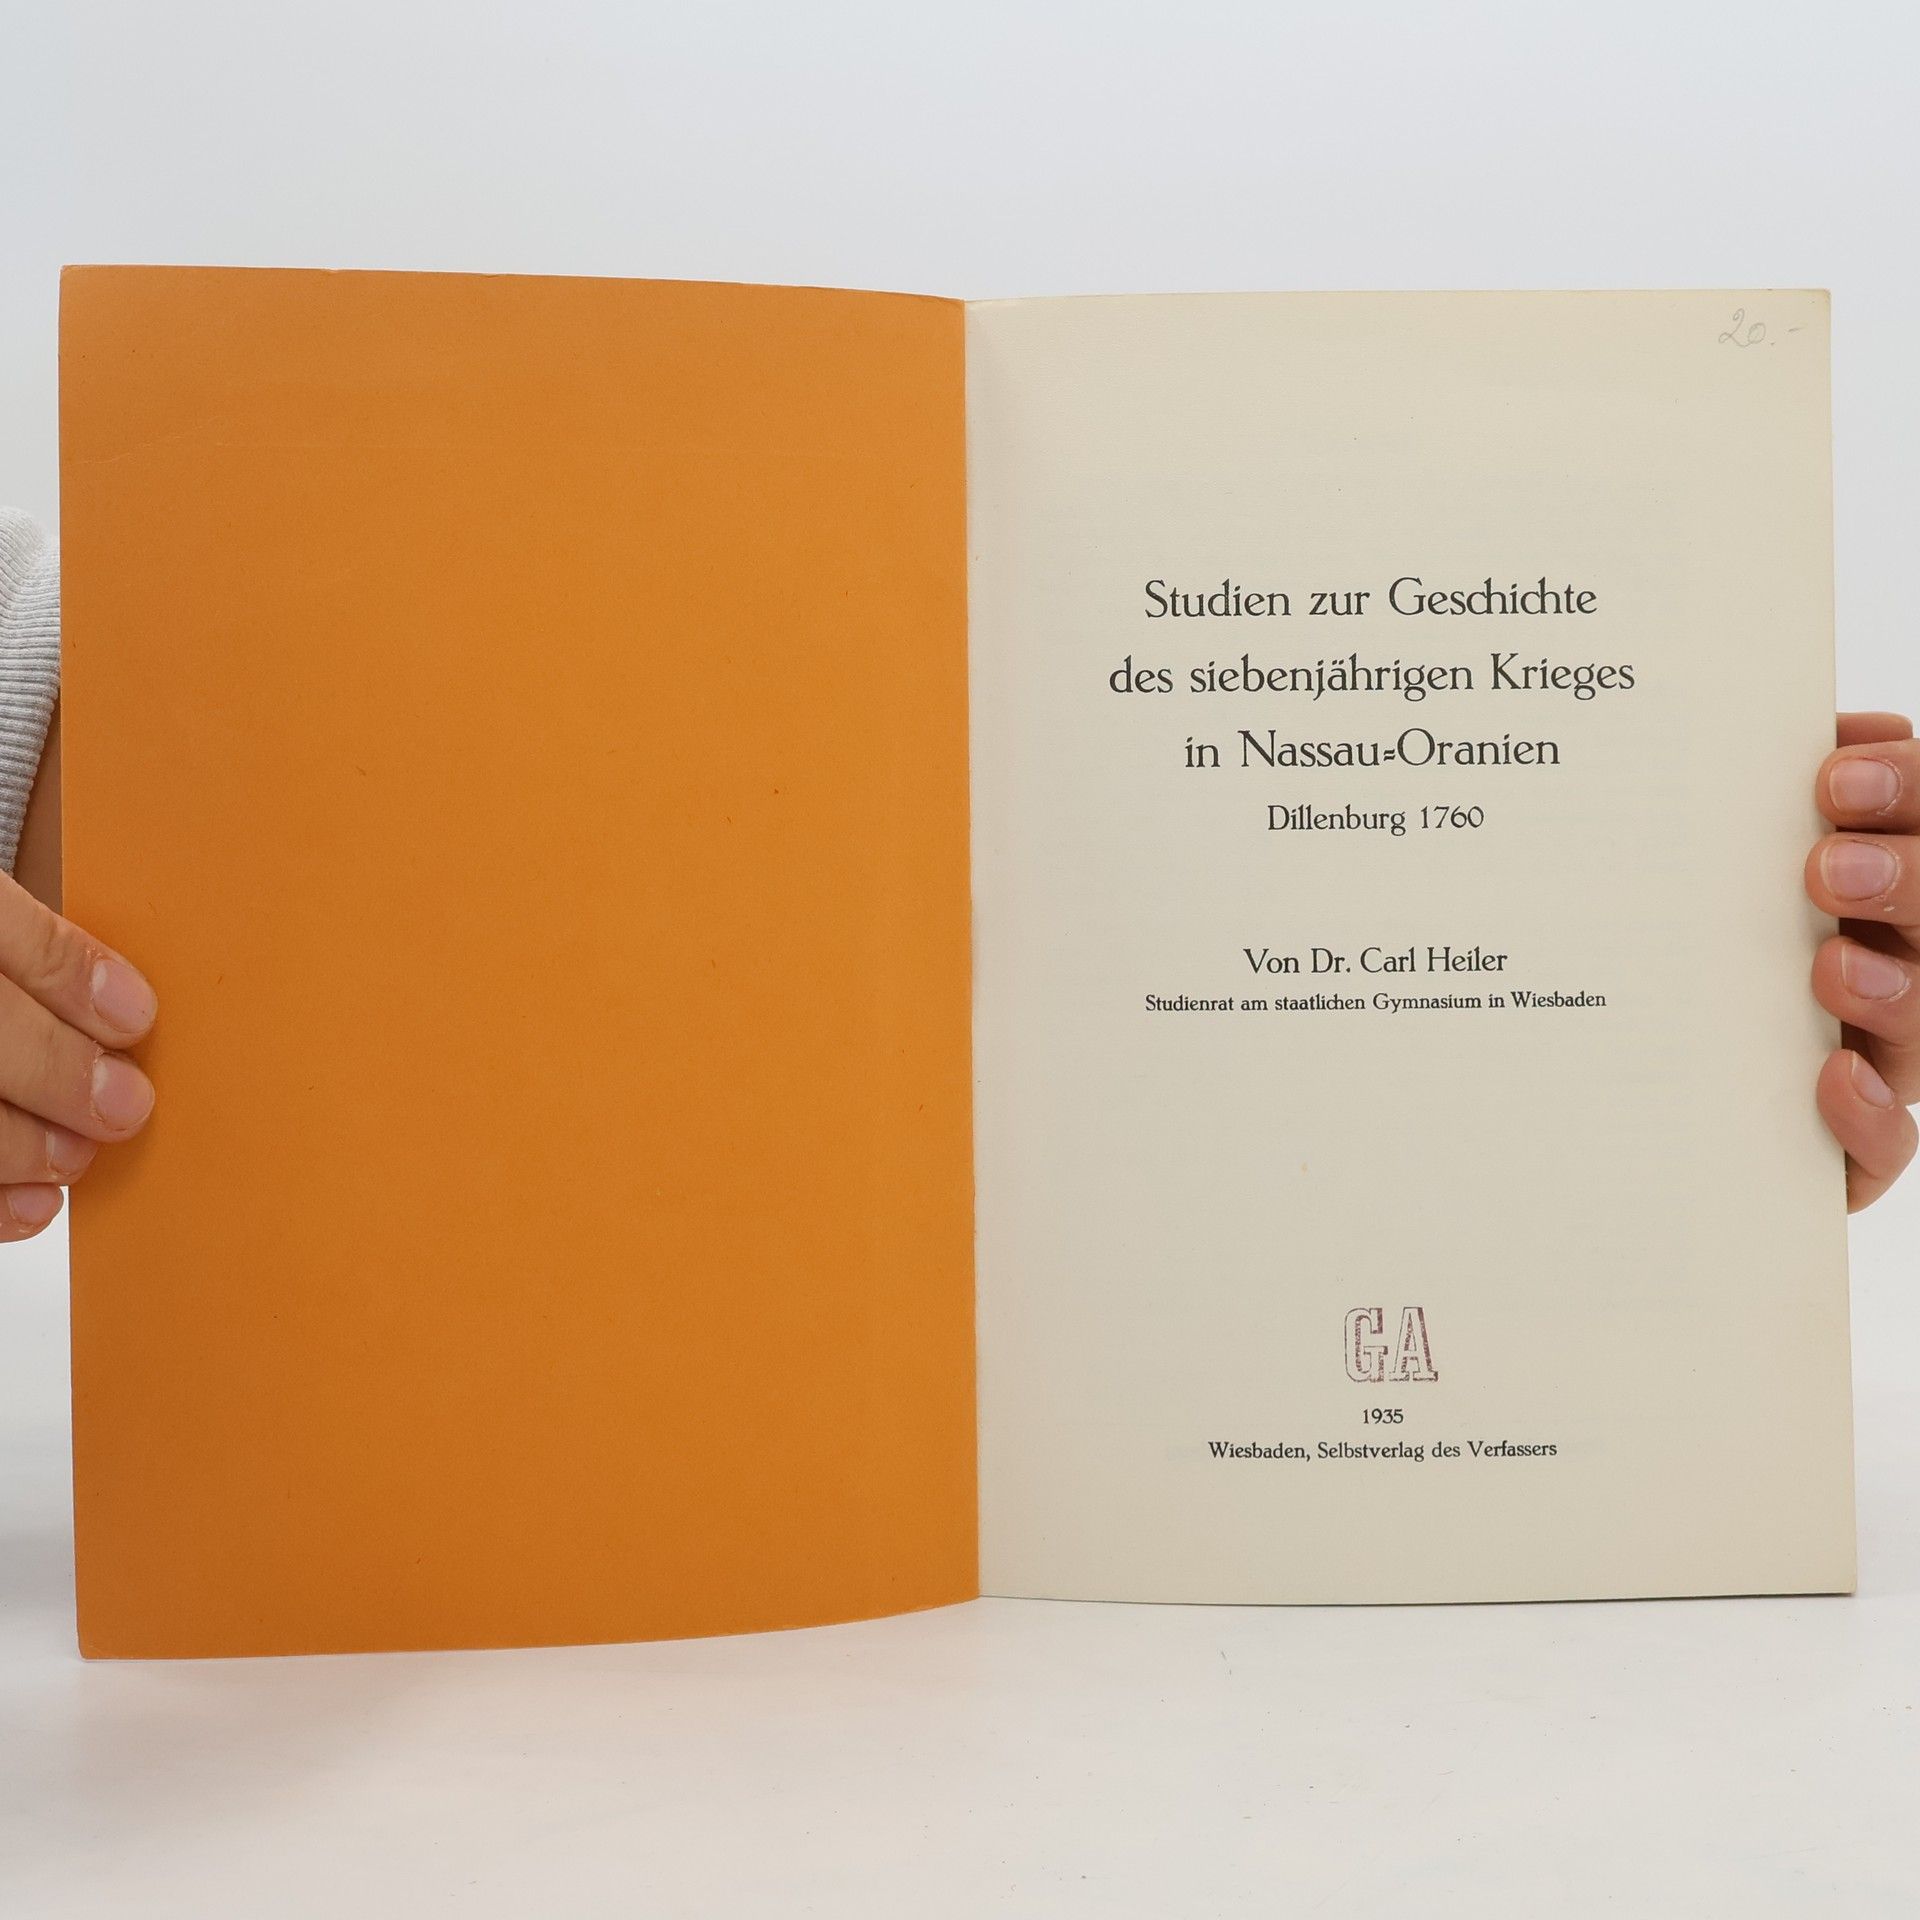 20.-
Studien zur Geschichte
des siebenjährigen Krieges
in Nassau=Oranien
Dillenburg 1760
Von Dr. Carl Heiler
Studienrat am staatlichen Gymnasium in Wiesbaden
GA
1935
Wiesbaden, Selbstverlag des Verfassers